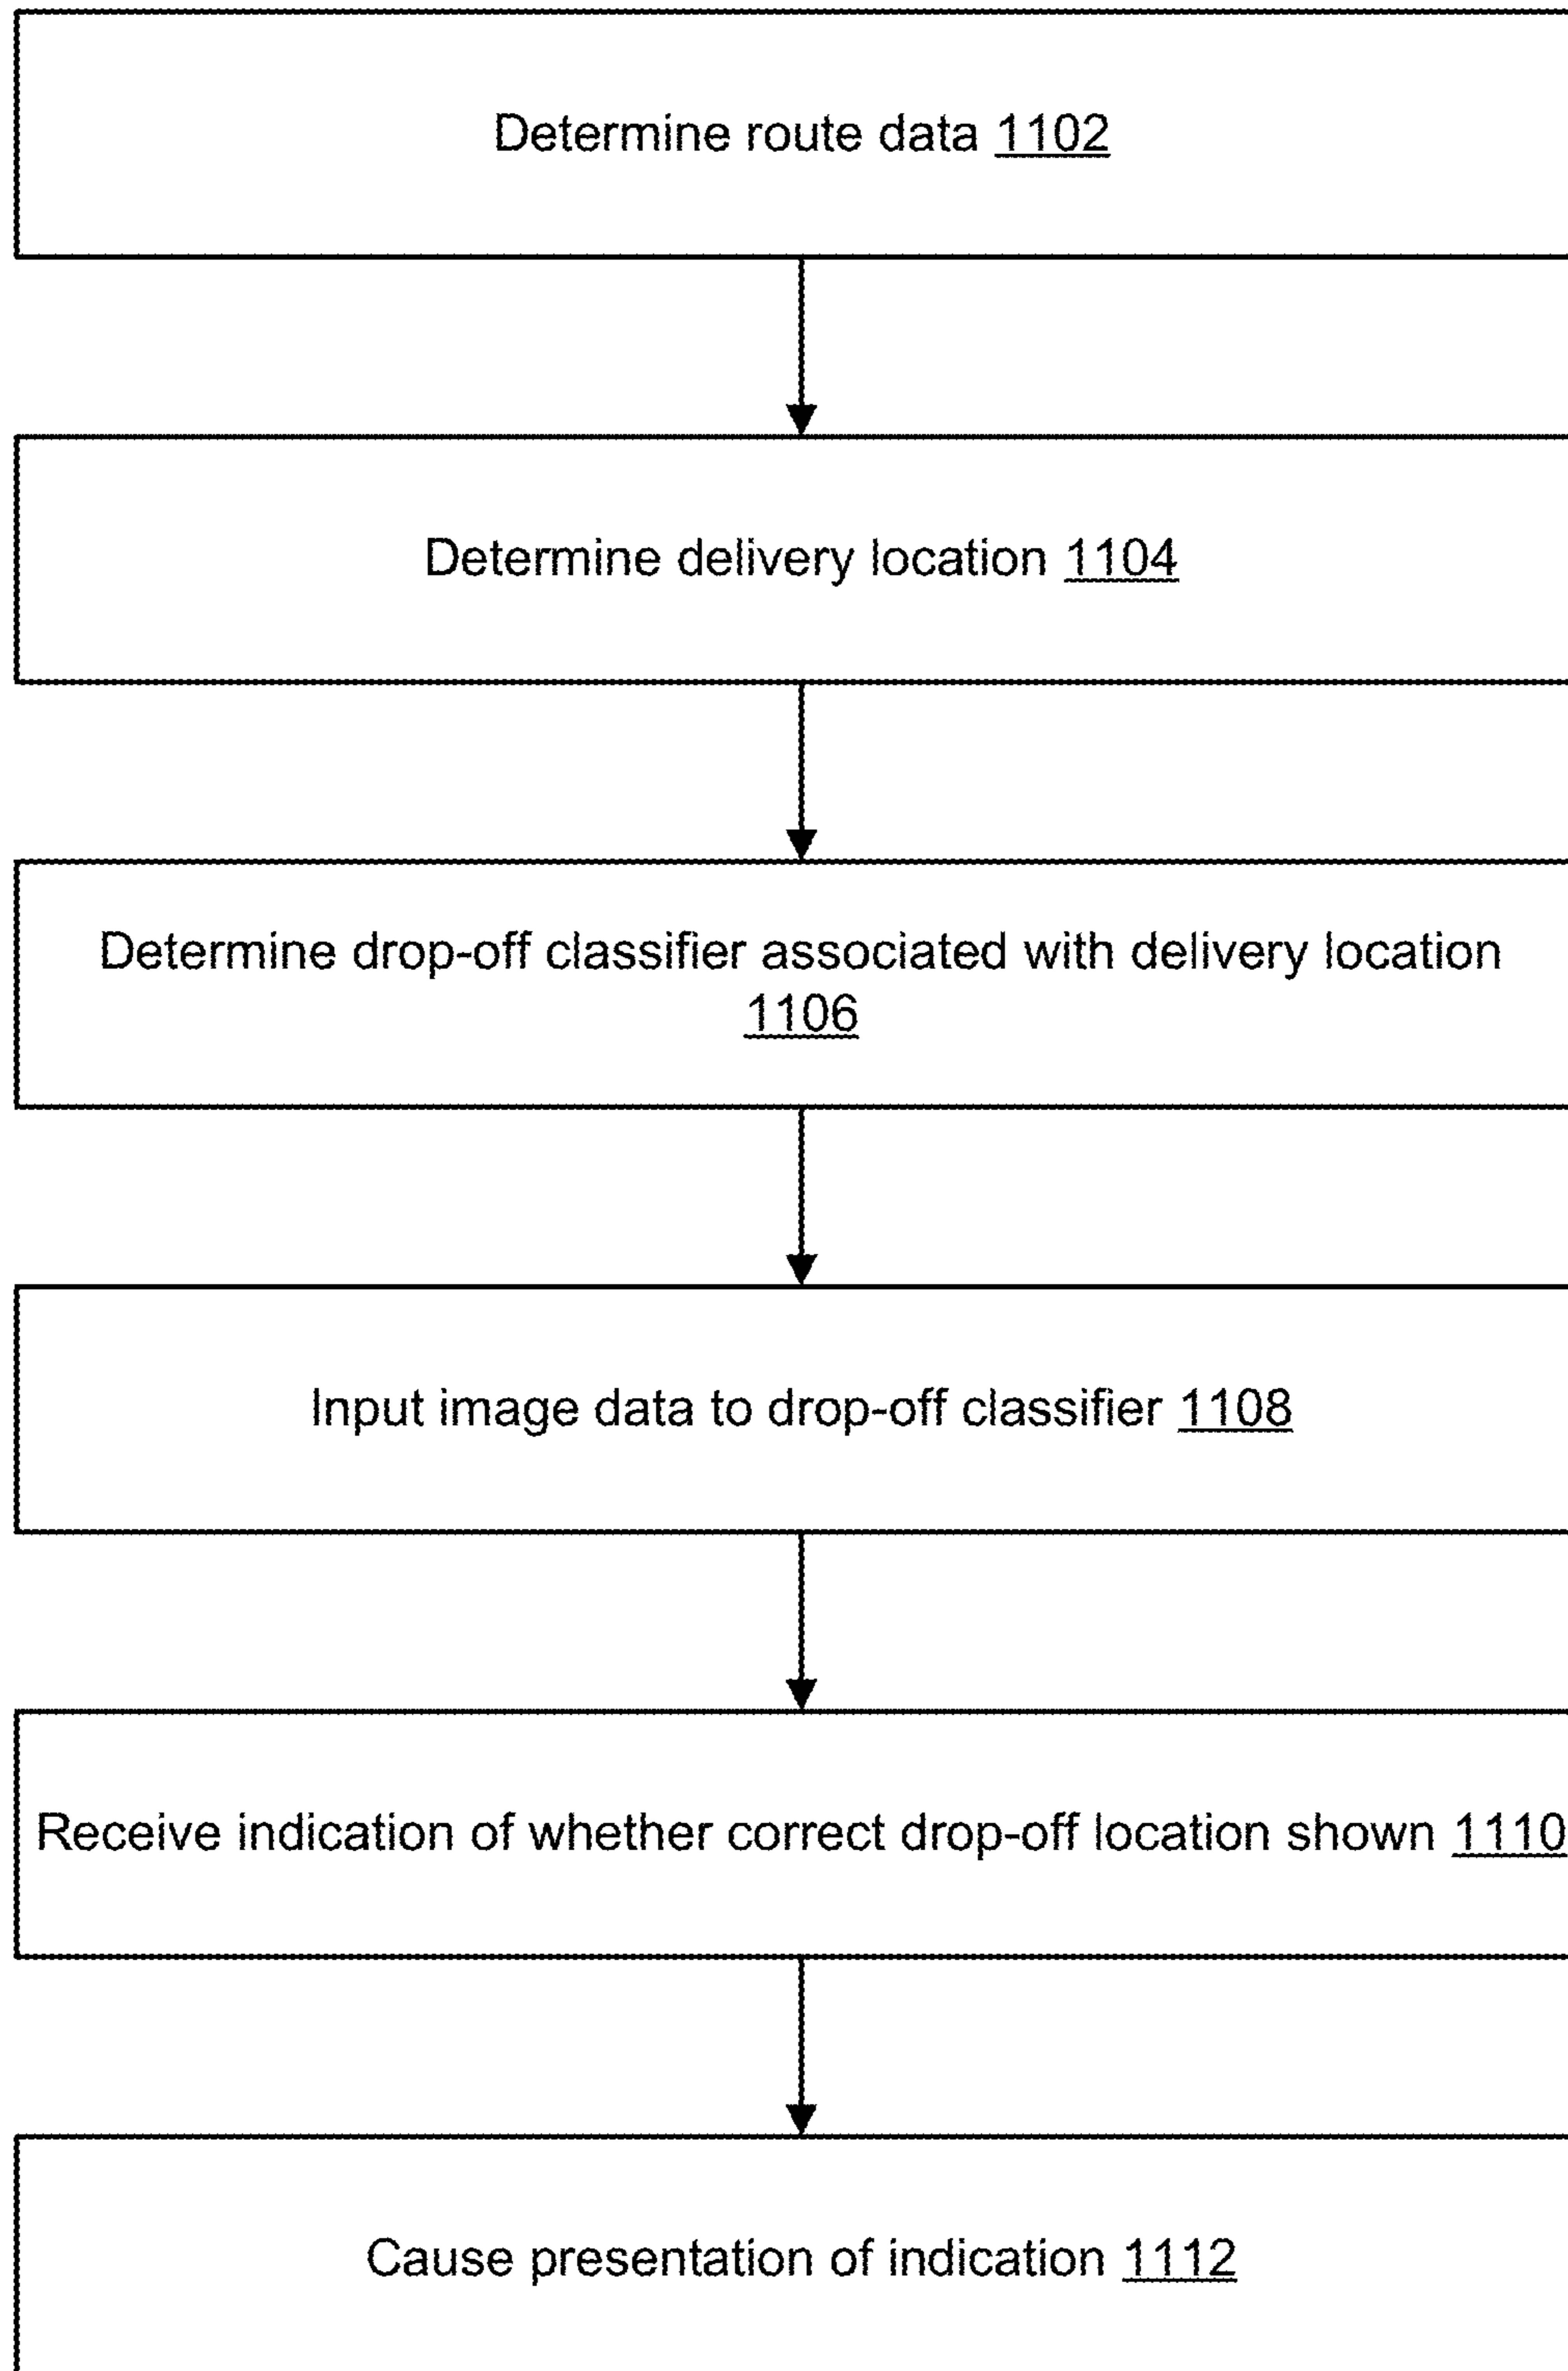 Determine route data 1102
Determine delivery location 1104
Determine drop-off classifier associated with delivery location
1106
Input image data to drop-off classifier 1108
Receive indication of whether correct drop-off location shown 1110
Cause presentation of indication 1112